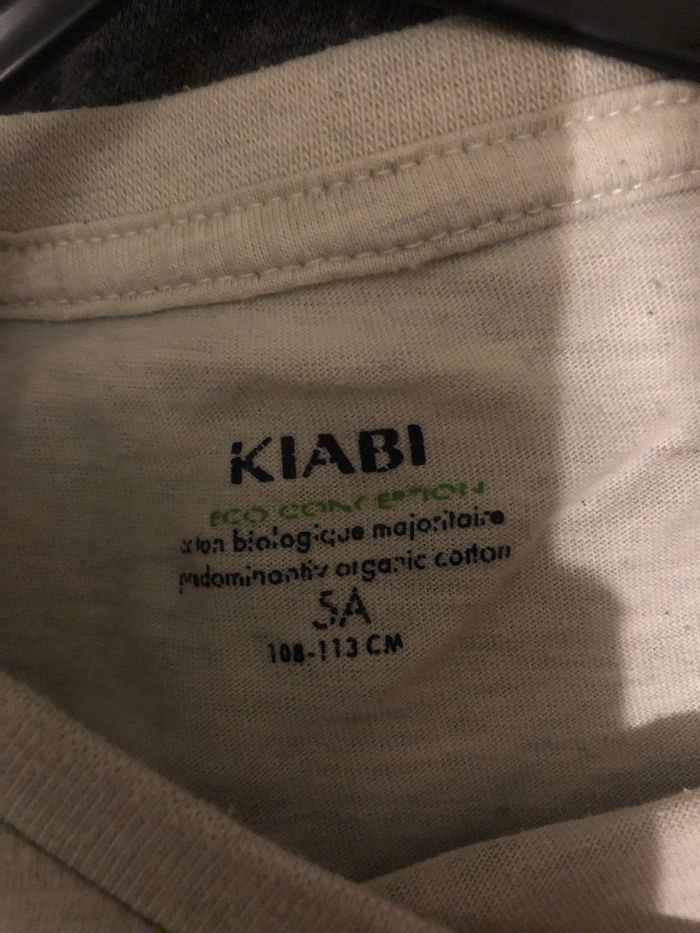 KIABI
ECO CONCEPTION
coton biologique majoritaire
predominantly organic cotton
5A
108-113 CM